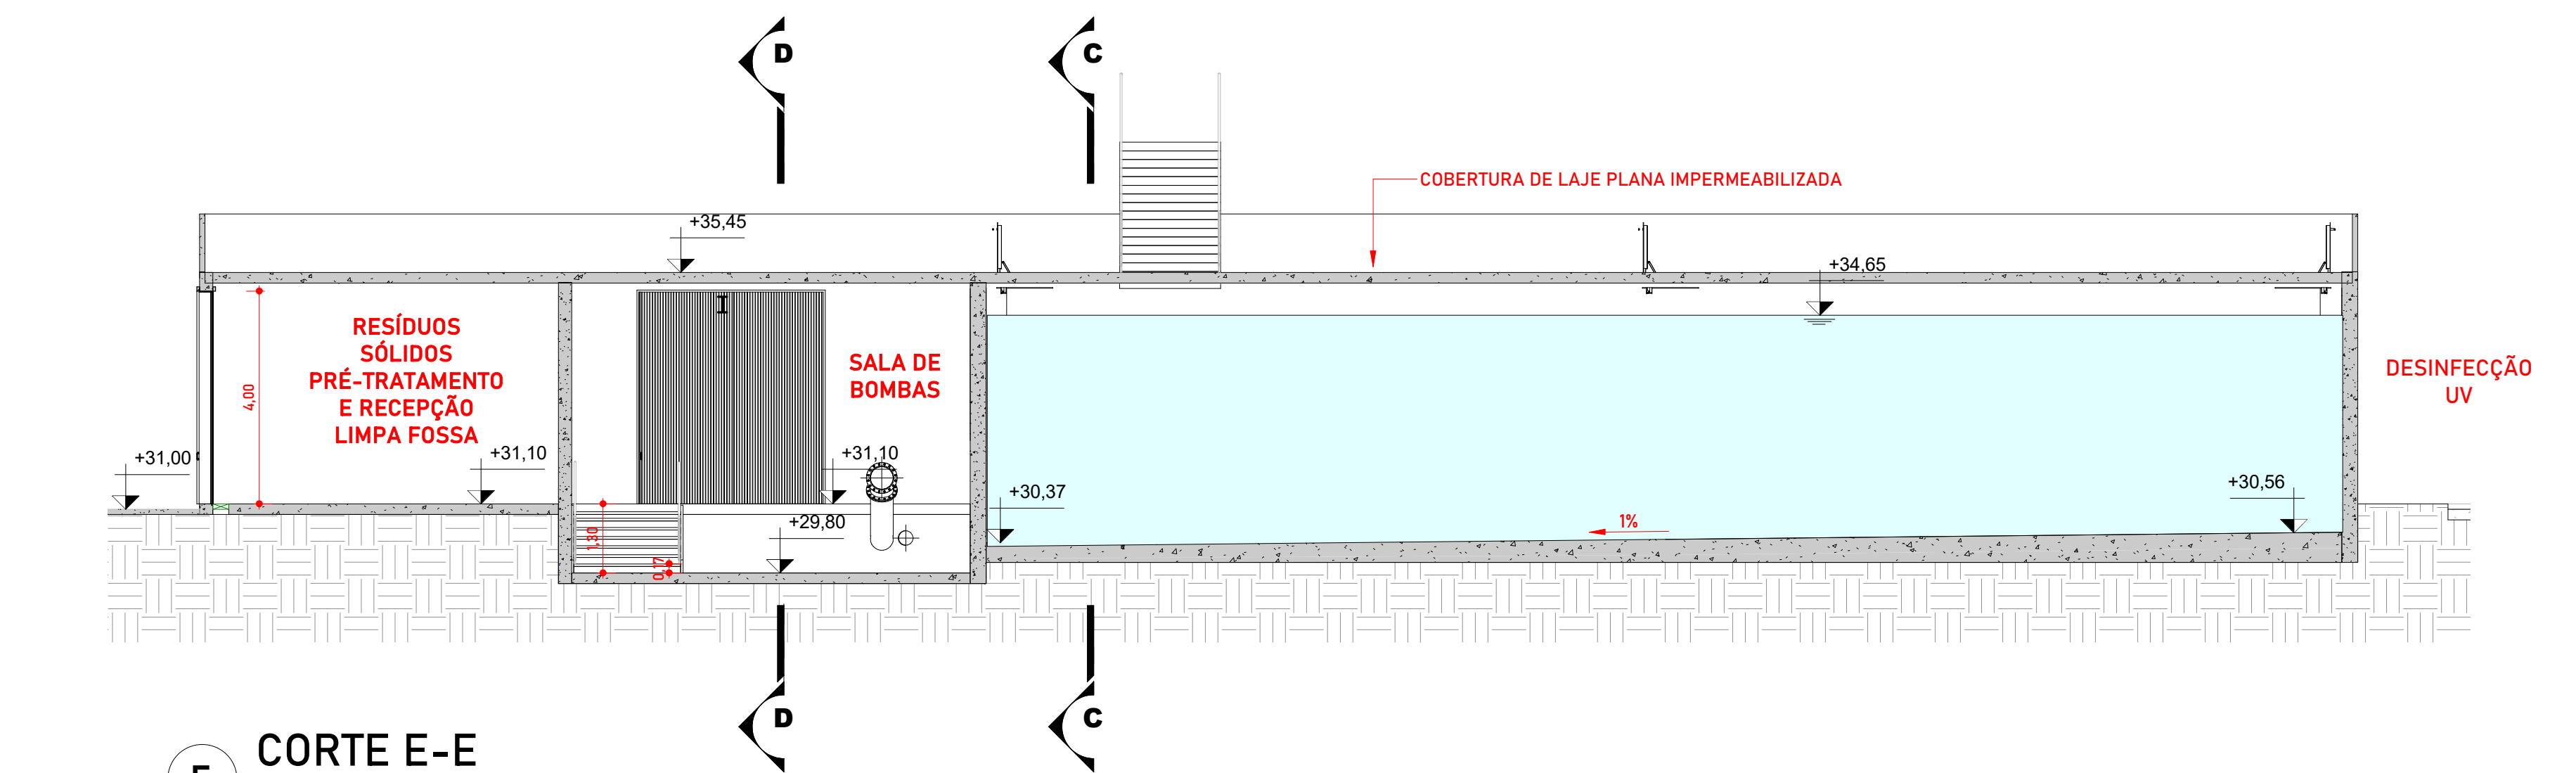 D
C
COBERTURA DE LAJE PLANA IMPERMEABILIZADA
+35,45
+34,65
I
RESÍDUOS
SÓLIDOS
PRÉ-TRATAMENTO
E RECEPÇÃO
LIMPA FOSSA
SALA DE
BOMBAS
DESINFECÇÃO
UV
4,00
+31,00
+31,10
+31,10
+30,37
+30,56
+29,80
1%
1,30
0,17
D
C
CORTE E-E